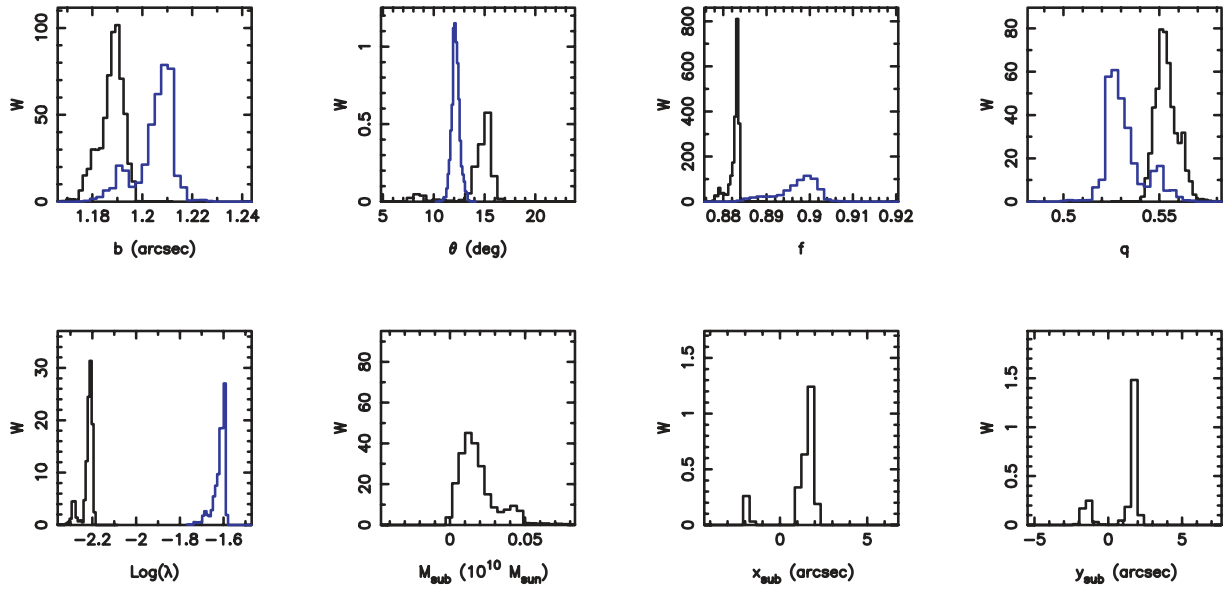 W 0 50 100
1.18 1.2 1.22 1.24
b (arcsec)
W 0 0.5 1
5 10 15 20
θ (deg)
W 0 200 400 600 800
0.88 0.89 0.9 0.91 0.92
f
W 0 20 40 60 80
0.5 0.55
q
W 0 10 20 30
−2.2 −2 −1.8 −1.6
Log(λ)
W 0 20 40 60 80
0 0.05
M_sub (10^10 M_sun)
W 0 0.5 1 1.5
0 5
x_sub (arcsec)
W 0 0.5 1 1.5
−5 0 5
y_sub (arcsec)